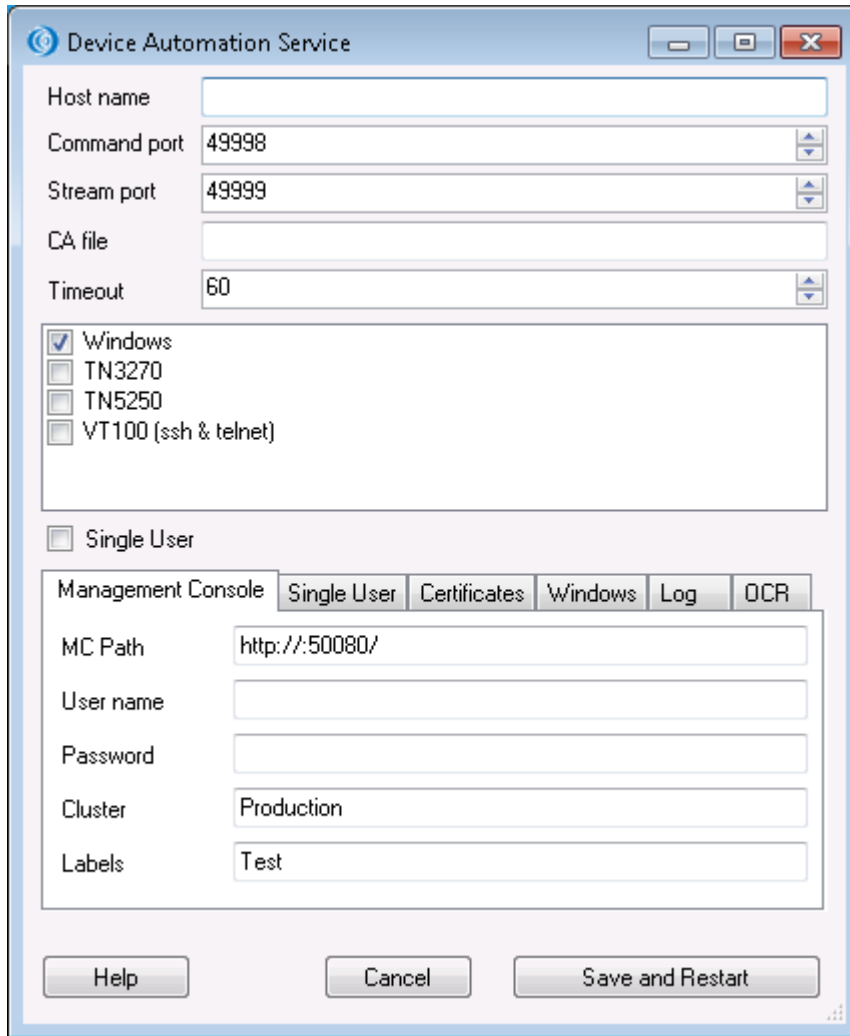 Device Automation Service
Host name
Command port 49998
Stream port 49999
CA file
Timeout 60
Windows
TN3270
TN5250
VT100 (ssh & telnet)
Single User
Management Console Single User Certificates Windows Log OCR
MC Path http://:50080/
User name
Password
Cluster Production
Labels Test
Help Cancel Save and Restart